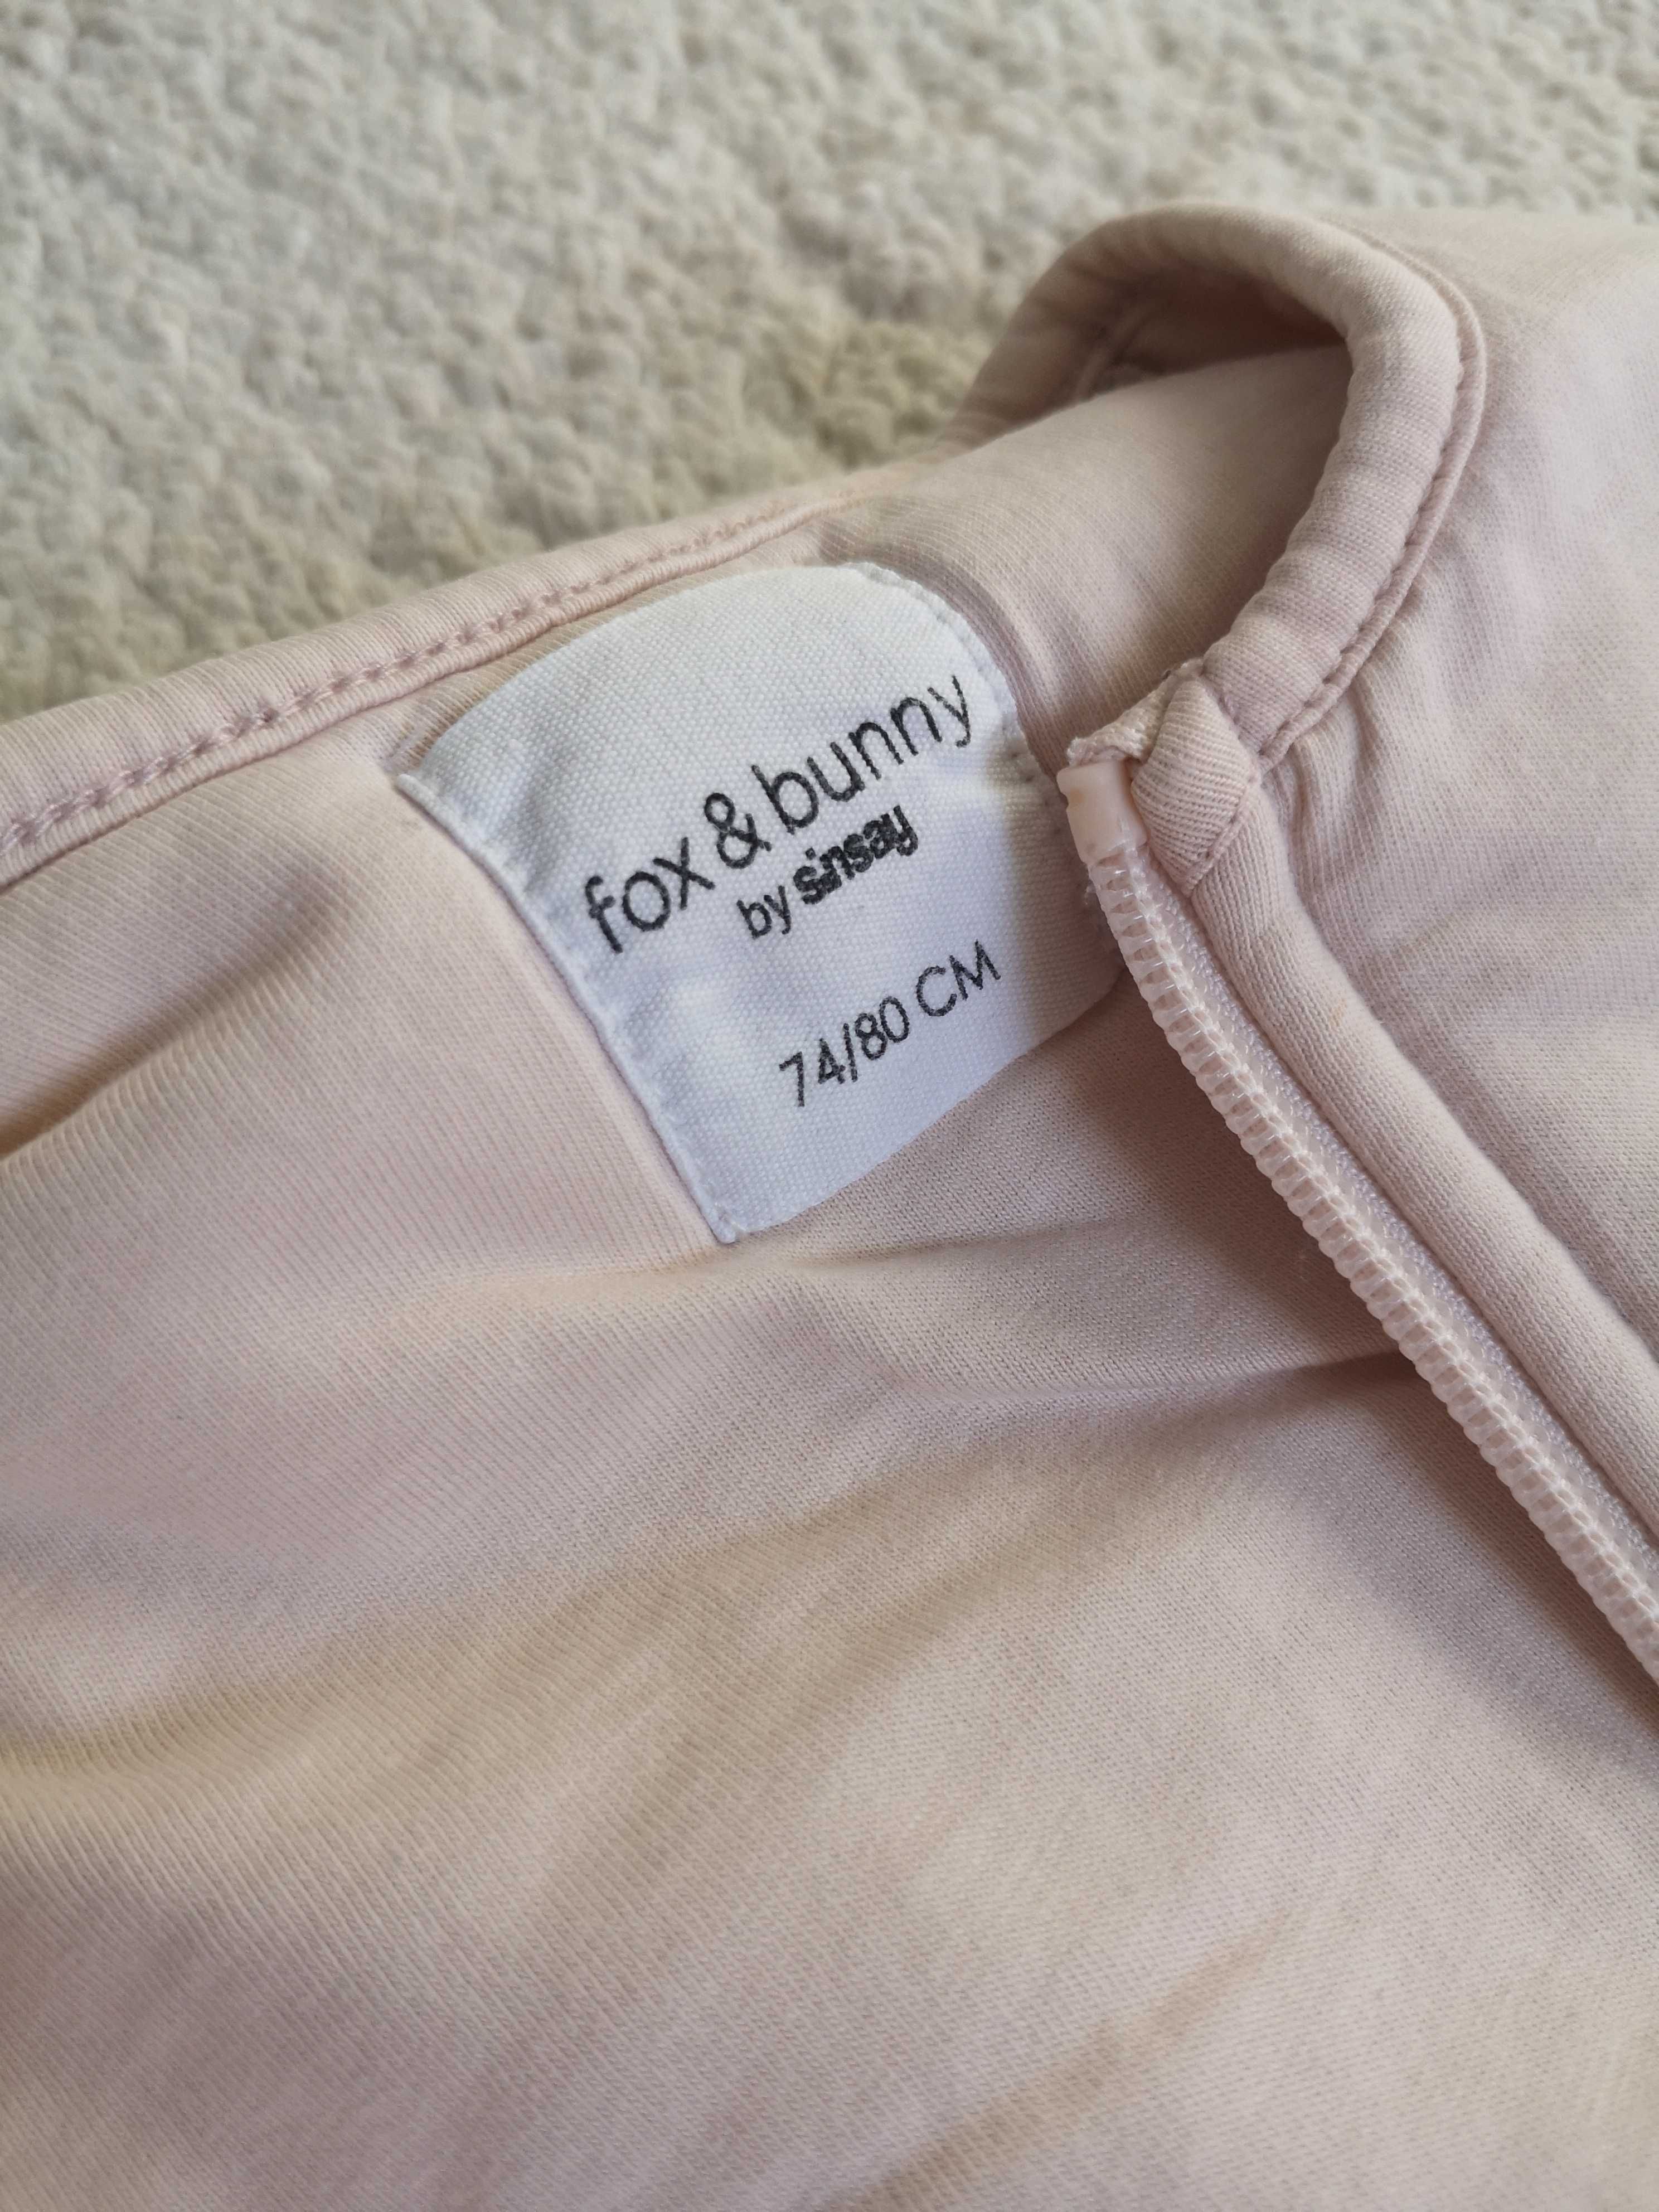 fox & bunny
by sinsay
74/80 CM